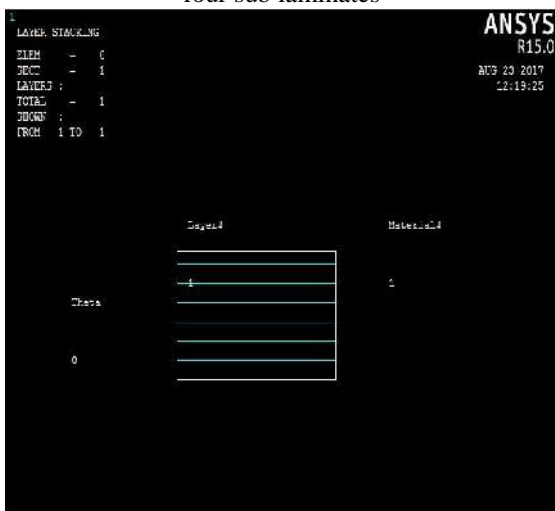 Four sub-laminates
1
LAYER STACKING
ELEM - 0
SECT - 1
LAYERS :
TOTAL - 1
SHOWN :
FROM 1 TO 1
ANSYS
R15.0
AUG 23 2017
12:19:25
Layer#
Material#
1
1
Theta
0